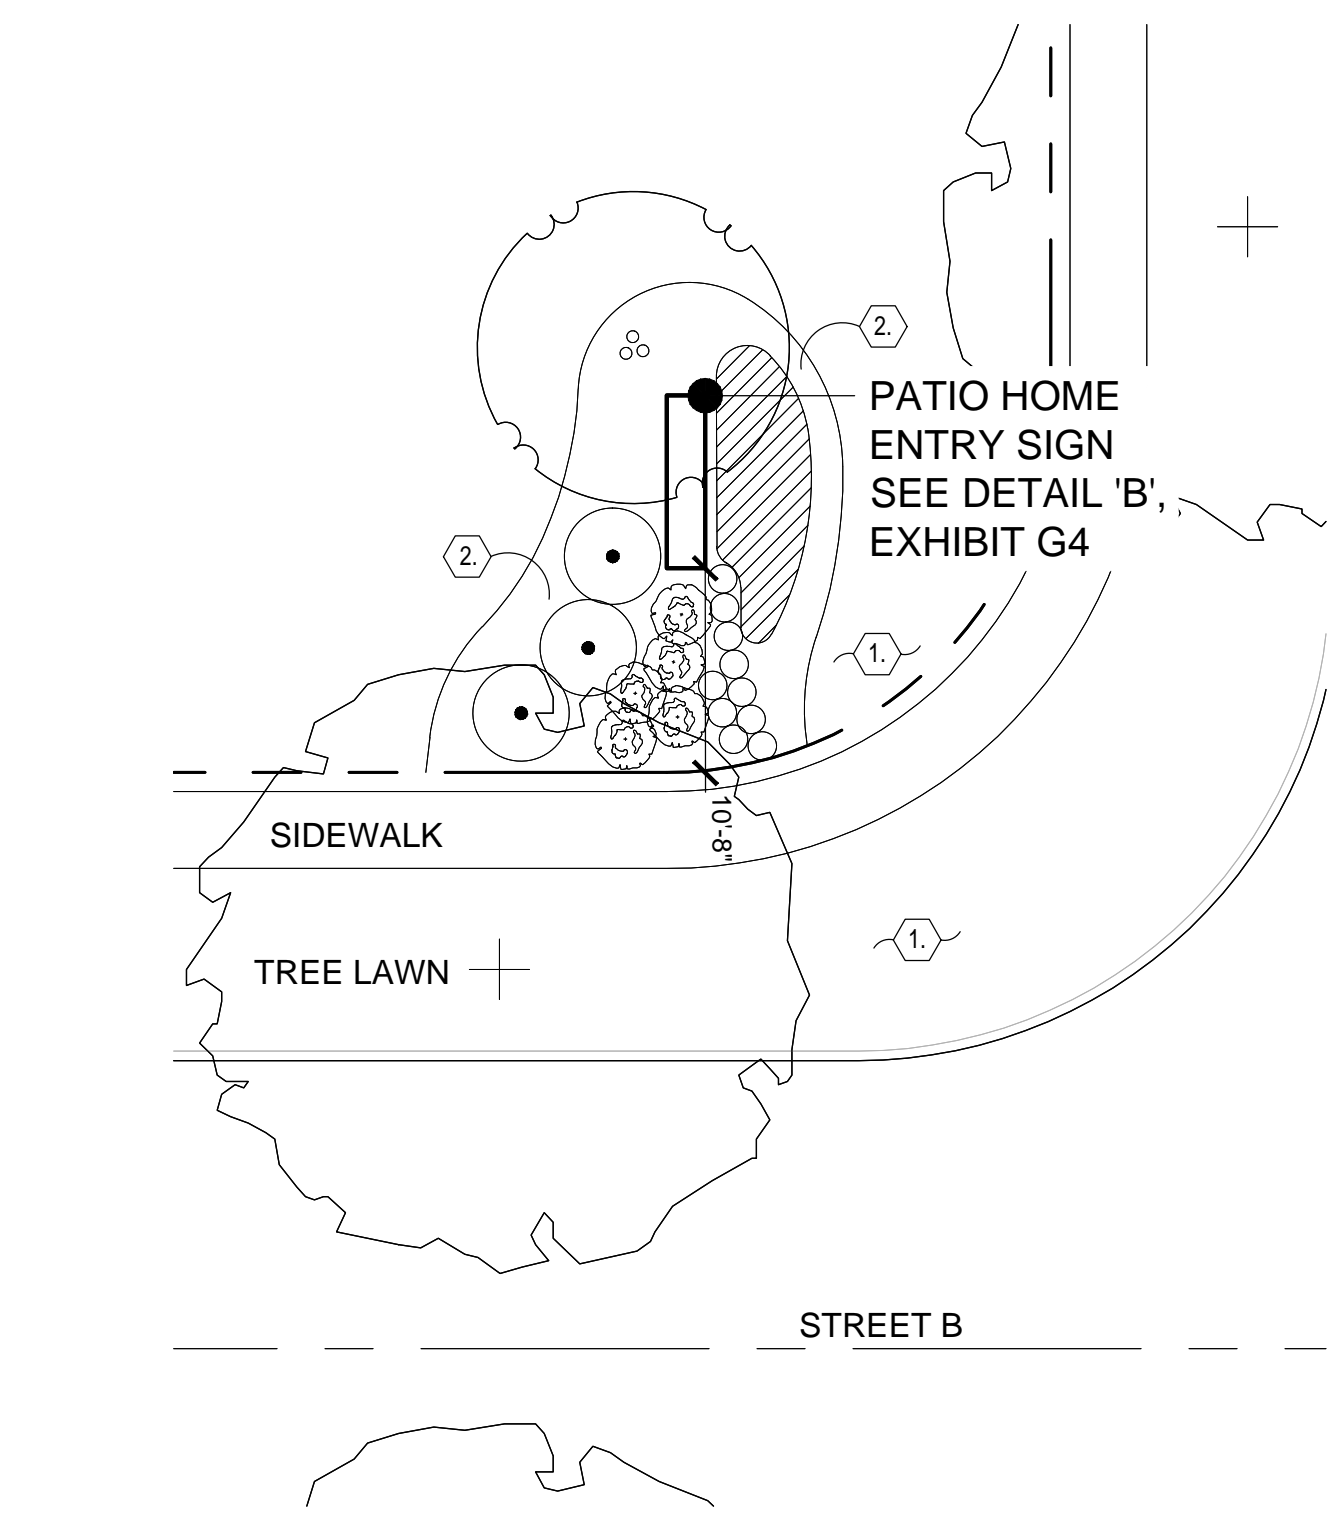 2.
PATIO HOME
ENTRY SIGN
SEE DETAIL 'B',
EXHIBIT G4
2.
1.
10'-8"
SIDEWALK
1.
TREE LAWN
STREET B